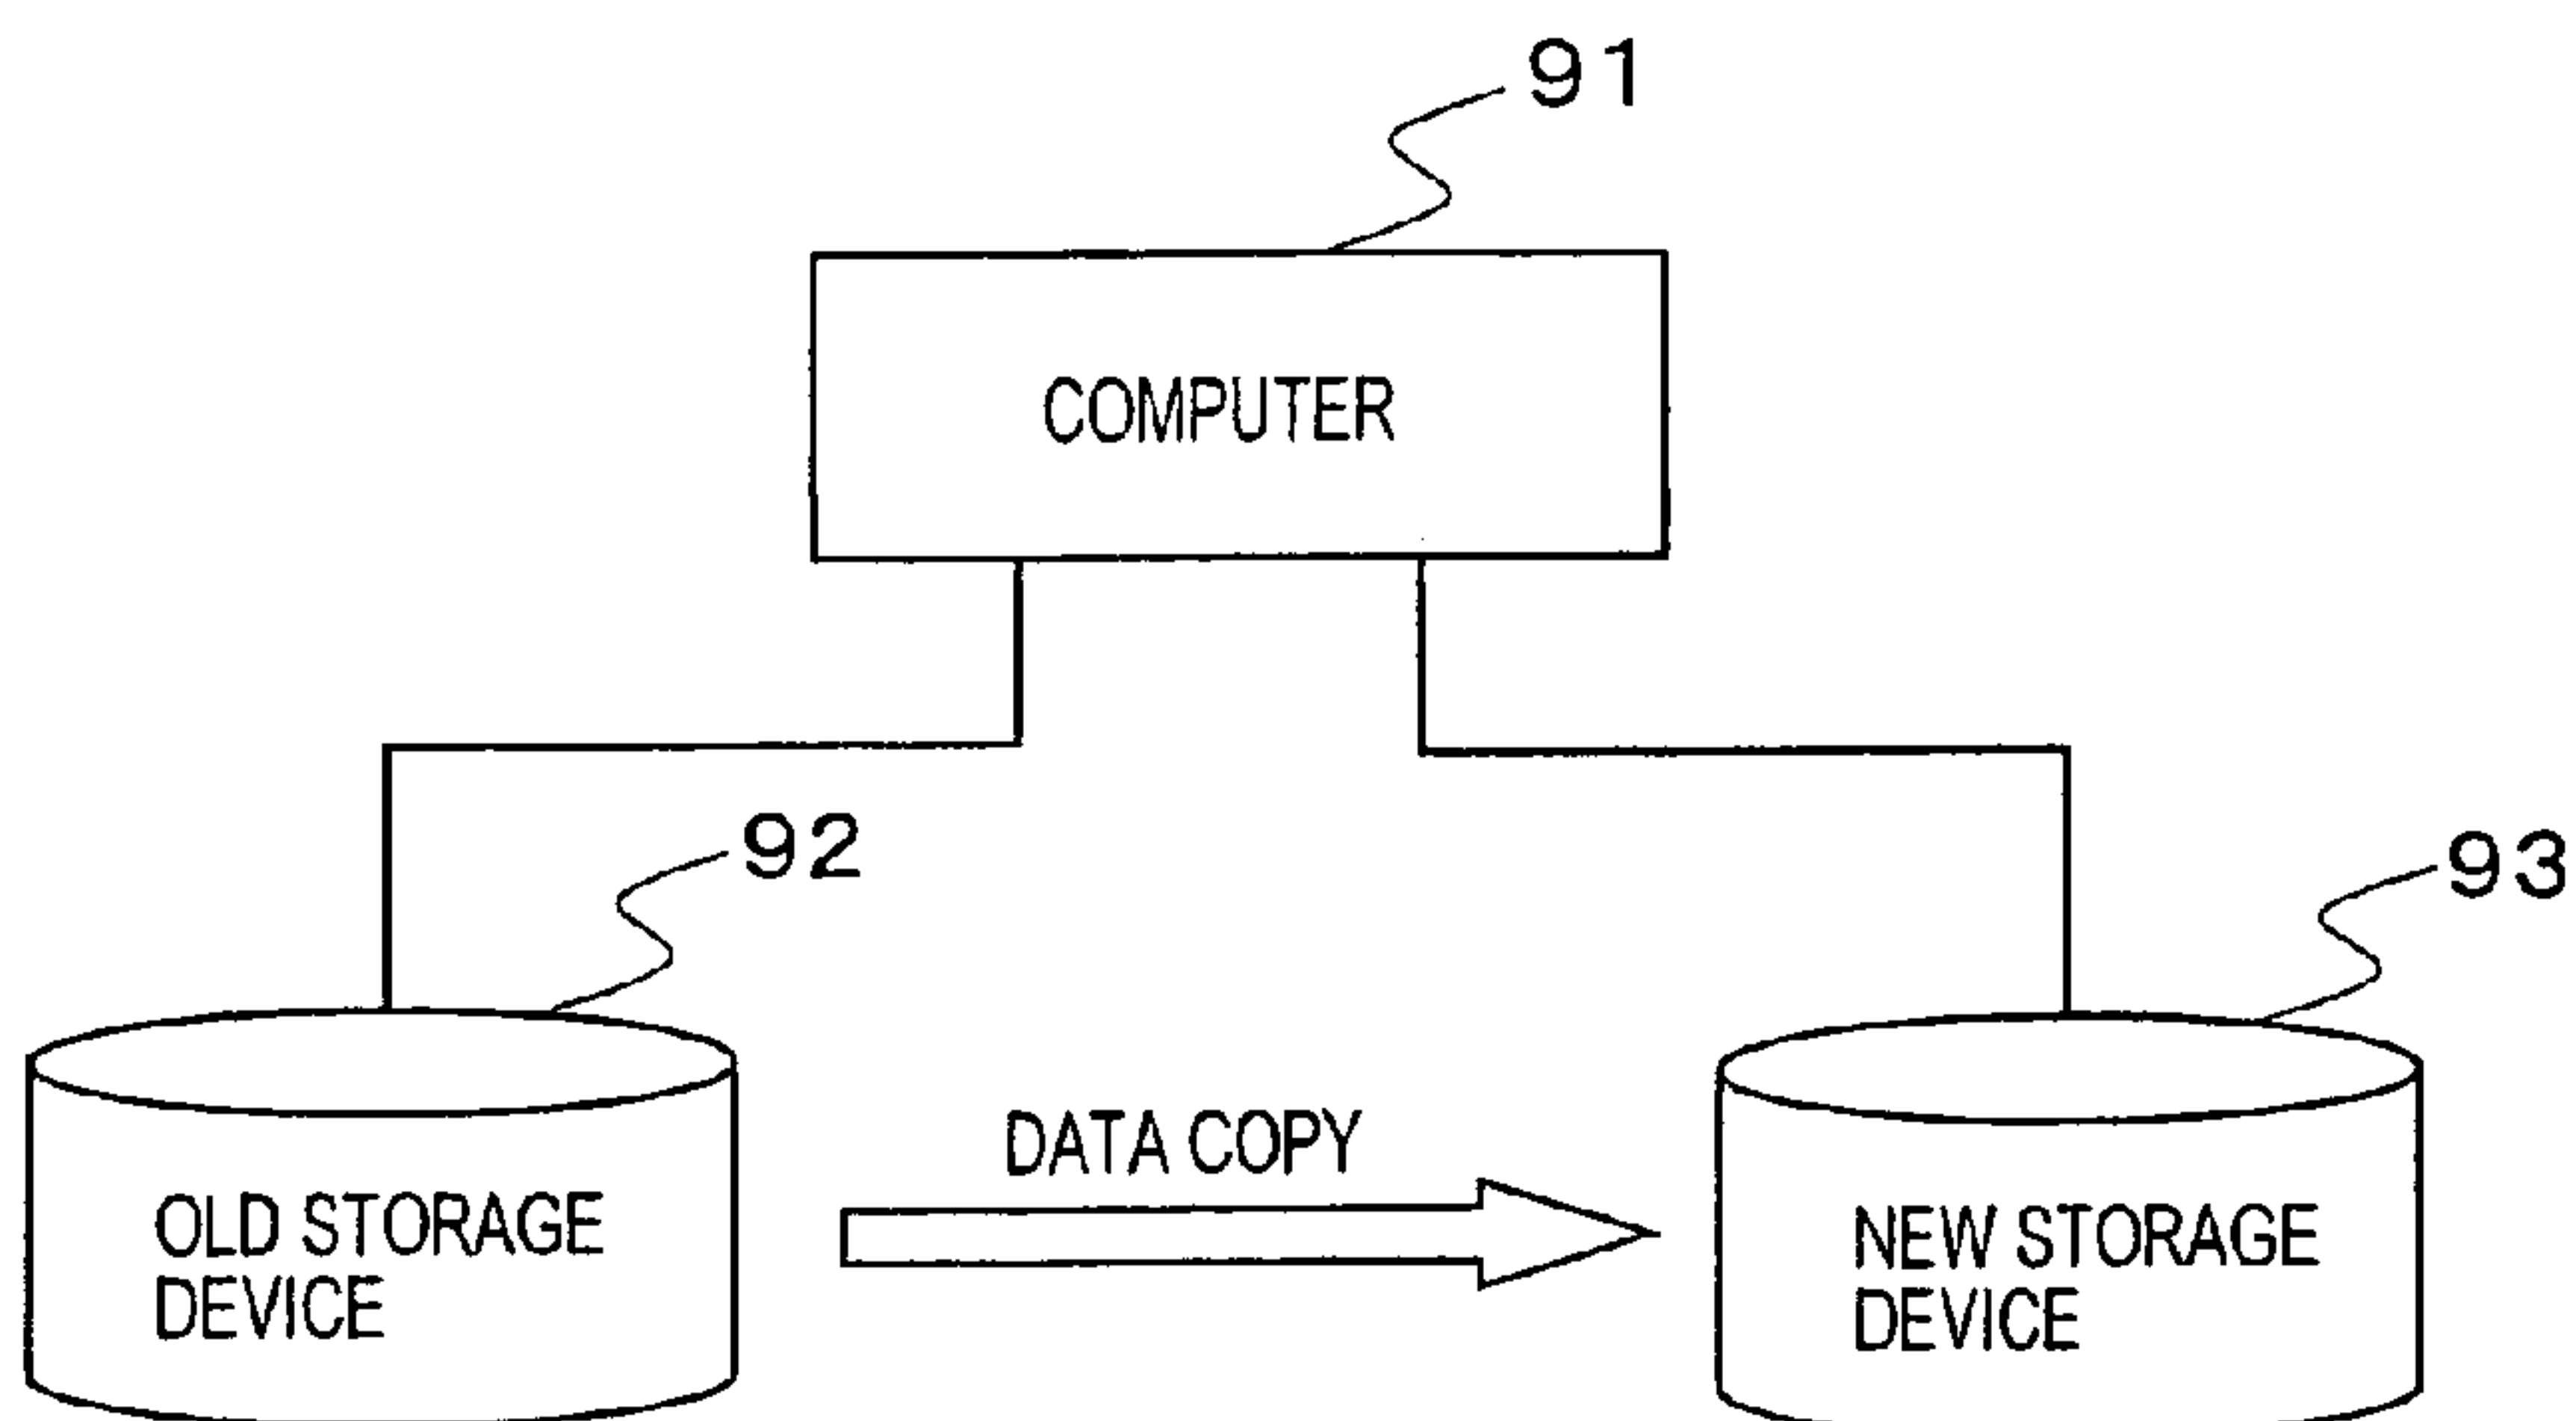 91
COMPUTER
92
93
DATA COPY
OLD STORAGE
DEVICE
NEW STORAGE
DEVICE